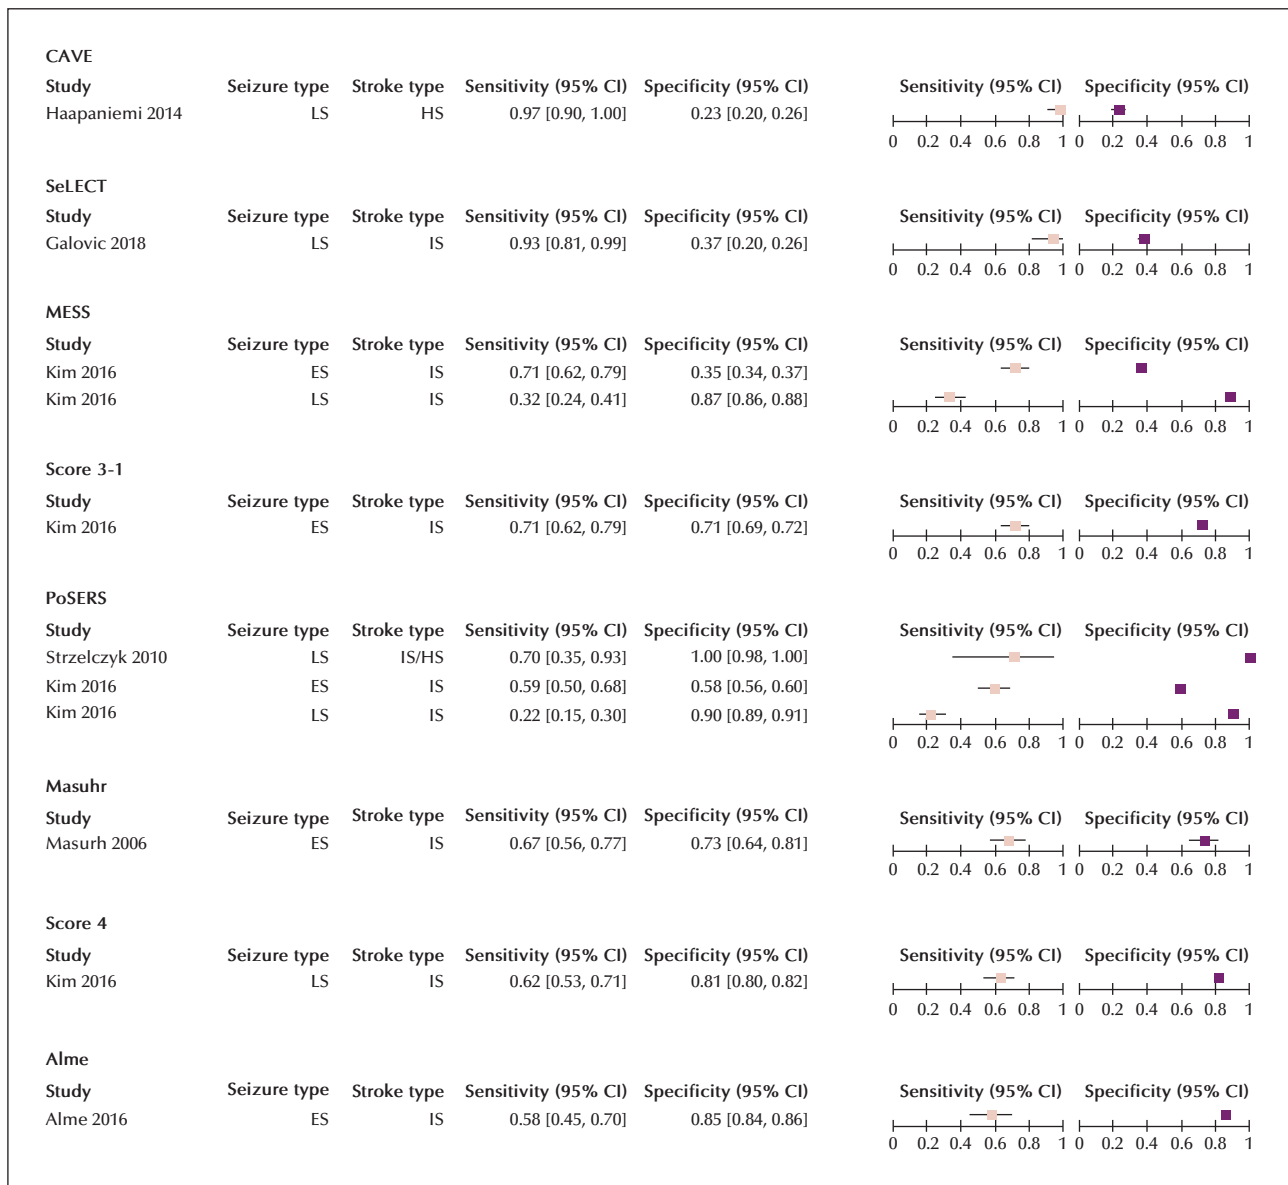 CAVE
Study Seizure type Stroke type Sensitivity (95% CI) Specificity (95% CI) Sensitivity (95% CI) Specificity (95% CI)
Haapaniemi 2014 LS HS 0.97 [0.90, 1.00] 0.23 [0.20, 0.26]
0 0.2 0.4 0.6 0.8 1 0 0.2 0.4 0.6 0.8 1
SeLECT
Study Seizure type Stroke type Sensitivity (95% CI) Specificity (95% CI) Sensitivity (95% CI) Specificity (95% CI)
Galovic 2018 LS IS 0.93 [0.81, 0.99] 0.37 [0.20, 0.26]
0 0.2 0.4 0.6 0.8 1 0 0.2 0.4 0.6 0.8 1
MESS
Study Seizure type Stroke type Sensitivity (95% CI) Specificity (95% CI) Sensitivity (95% CI) Specificity (95% CI)
Kim 2016 ES IS 0.71 [0.62, 0.79] 0.35 [0.34, 0.37]
Kim 2016 LS IS 0.32 [0.24, 0.41] 0.87 [0.86, 0.88]
0 0.2 0.4 0.6 0.8 1 0 0.2 0.4 0.6 0.8 1
Score 3-1
Study Seizure type Stroke type Sensitivity (95% CI) Specificity (95% CI) Sensitivity (95% CI) Specificity (95% CI)
Kim 2016 ES IS 0.71 [0.62, 0.79] 0.71 [0.69, 0.72]
0 0.2 0.4 0.6 0.8 1 0 0.2 0.4 0.6 0.8 1
PoSERS
Study Seizure type Stroke type Sensitivity (95% CI) Specificity (95% CI) Sensitivity (95% CI) Specificity (95% CI)
Strzelczyk 2010 LS IS/HS 0.70 [0.35, 0.93] 1.00 [0.98, 1.00]
Kim 2016 ES IS 0.59 [0.50, 0.68] 0.58 [0.56, 0.60]
Kim 2016 LS IS 0.22 [0.15, 0.30] 0.90 [0.89, 0.91]
0 0.2 0.4 0.6 0.8 1 0 0.2 0.4 0.6 0.8 1
Masuhr
Study Seizure type Stroke type Sensitivity (95% CI) Specificity (95% CI) Sensitivity (95% CI) Specificity (95% CI)
Masurh 2006 ES IS 0.67 [0.56, 0.77] 0.73 [0.64, 0.81]
0 0.2 0.4 0.6 0.8 1 0 0.2 0.4 0.6 0.8 1
Score 4
Study Seizure type Stroke type Sensitivity (95% CI) Specificity (95% CI) Sensitivity (95% CI) Specificity (95% CI)
Kim 2016 LS IS 0.62 [0.53, 0.71] 0.81 [0.80, 0.82]
0 0.2 0.4 0.6 0.8 1 0 0.2 0.4 0.6 0.8 1
Alme
Study Seizure type Stroke type Sensitivity (95% CI) Specificity (95% CI) Sensitivity (95% CI) Specificity (95% CI)
Alme 2016 ES IS 0.58 [0.45, 0.70] 0.85 [0.84, 0.86]
0 0.2 0.4 0.6 0.8 1 0 0.2 0.4 0.6 0.8 1